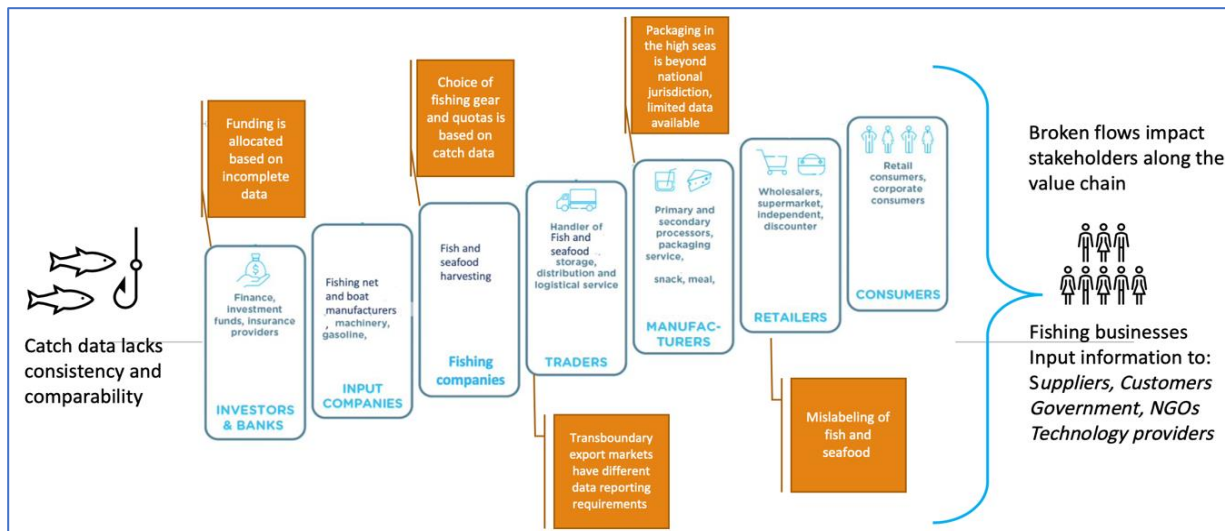 Catch data lacks
consistency and
comparability
Funding is
allocated
based on
incomplete
data
Finance,
investment
funds, insurance
providers
INVESTORS
& BANKS
Fishing net
and boat
manufacturers
, machinery,
gasoline,
INPUT
COMPANIES
Choice of
fishing gear
and quotas is
based on
catch data
Fish and
seafood
harvesting
Fishing
companies
Handler of
Fish and
seafood
storage,
distribution and
logistical service
TRADERS
Transboundary
export markets
have different
data reporting
requirements
Packaging in
the high seas
is beyond
national
jurisdiction,
limited data
available
Primary and
secondary
processors,
packaging
service,
snack, meal,
MANUFAC-
TURERS
Wholesalers,
supermarket,
independent,
discounter
RETAILERS
Mislabeling of
fish and
seafood
Retail
consumers,
corporate
consumers
CONSUMERS
Broken flows impact
stakeholders along the
value chain
Fishing businesses
Input information to:
Suppliers, Customers
Government, NGOs
Technology providers